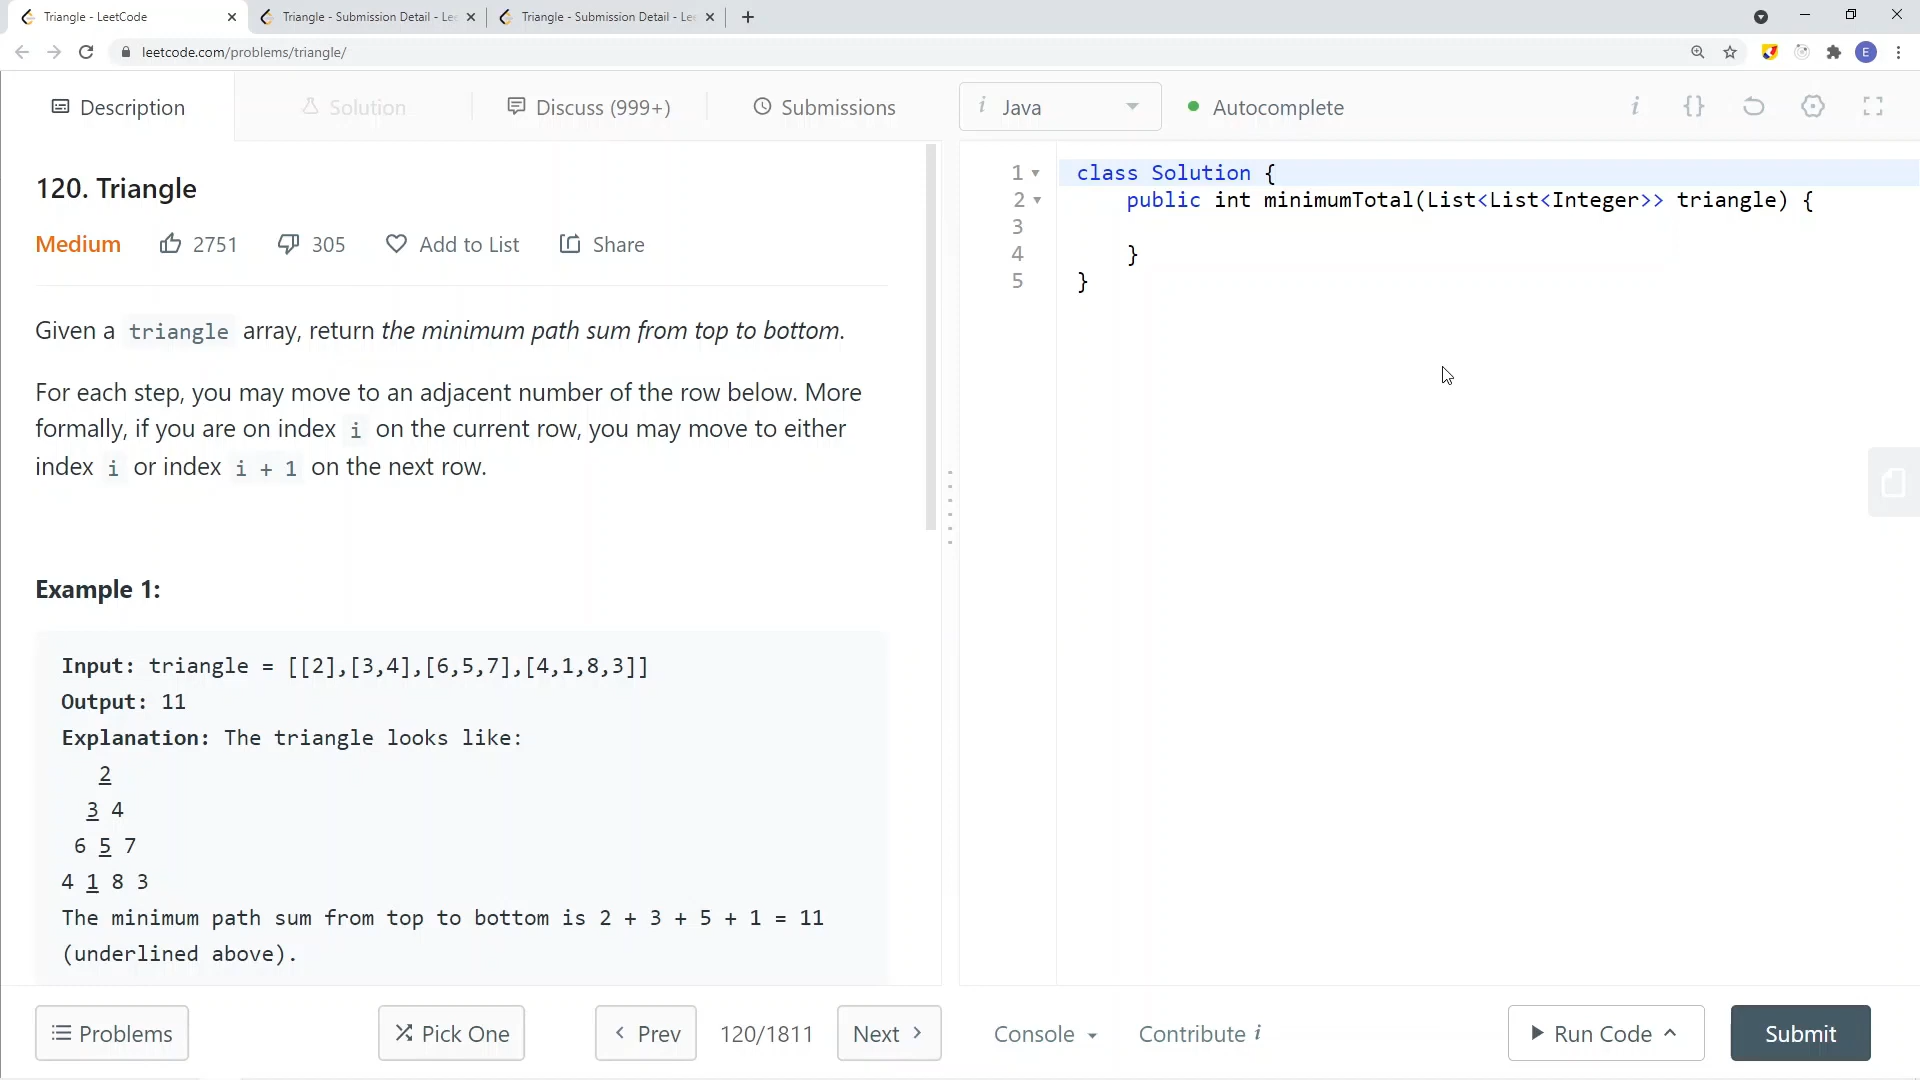 Triangle - LeetCode
Triangle - Submission Detail - Lee
Triangle - Submission Detail - Lee
leetcode.com/problems/triangle/
E
Description
Solution
Discuss (999+)
Submissions
i Java
Autocomplete
i {}
120. Triangle
Medium 2751 305 Add to List Share
Given a triangle array, return the minimum path sum from top to bottom.
For each step, you may move to an adjacent number of the row below. More
formally, if you are on index i on the current row, you may move to either
index i or index i + 1 on the next row.
Example 1:
Input: triangle = [[2],[3,4],[6,5,7],[4,1,8,3]]
Output: 11
Explanation: The triangle looks like:
2
3 4
6 5 7
4 1 8 3
The minimum path sum from top to bottom is 2 + 3 + 5 + 1 = 11
(underlined above).
1 class Solution {
2 public int minimumTotal(List<List<Integer>> triangle) {
3
4 }
5 }
Problems
Pick One
Prev
120/1811
Next
Console
Contribute i
Run Code
Submit